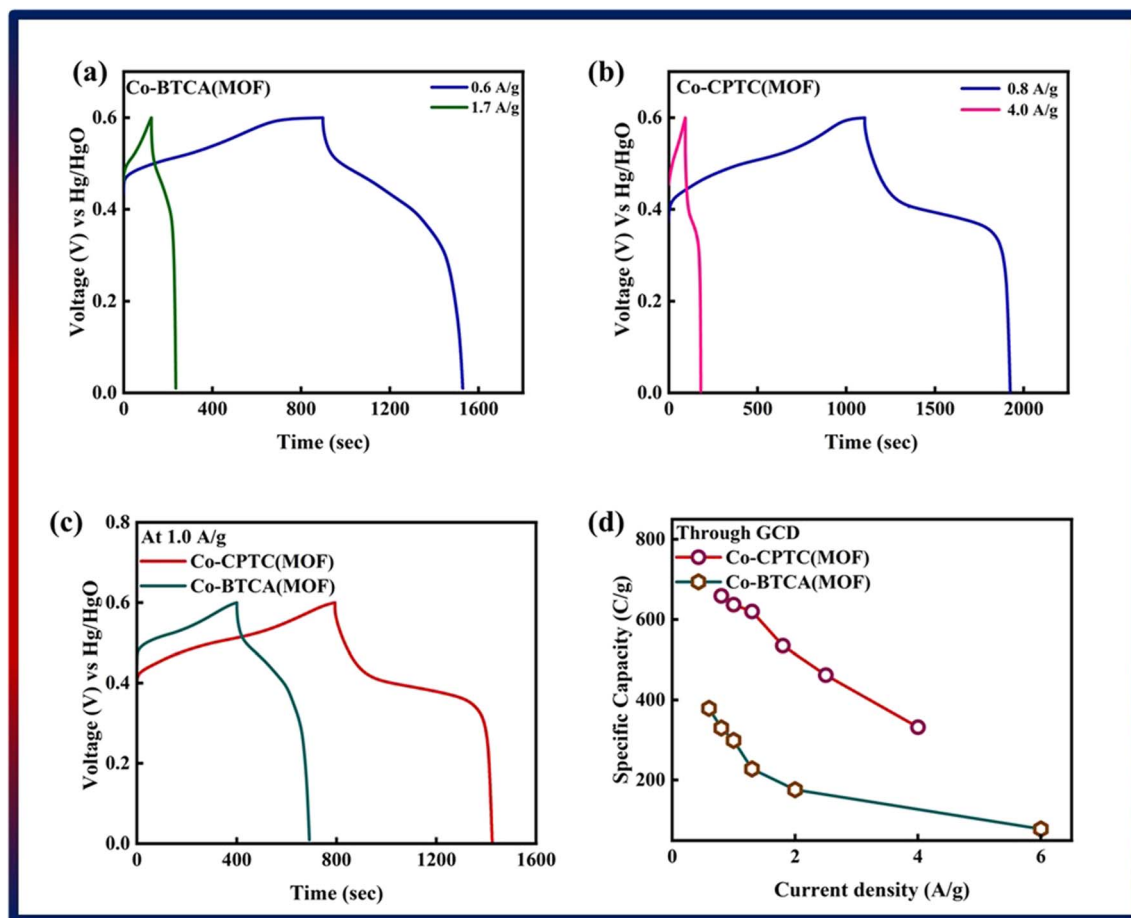 (a)
Co-BTCA(MOF)
0.6 A/g
1.7 A/g
Voltage (V) vs Hg/HgO
0.6
0.4
0.2
0.0
0 400 800 1200 1600
Time (sec)
(b)
Co-CPTC(MOF)
0.8 A/g
4.0 A/g
Voltage (V) Vs Hg/HgO
0.6
0.4
0.2
0.0
0 500 1000 1500 2000
Time (sec)
(c)
At 1.0 A/g
Co-CPTC(MOF)
Co-BTCA(MOF)
Voltage (V) vs Hg/HgO
0.8
0.6
0.4
0.2
0.0
0 400 800 1200 1600
Time (sec)
(d)
Through GCD
Co-CPTC(MOF)
Co-BTCA(MOF)
Specific Capacity (C/g)
800
600
400
200
0 2 4 6
Current density (A/g)